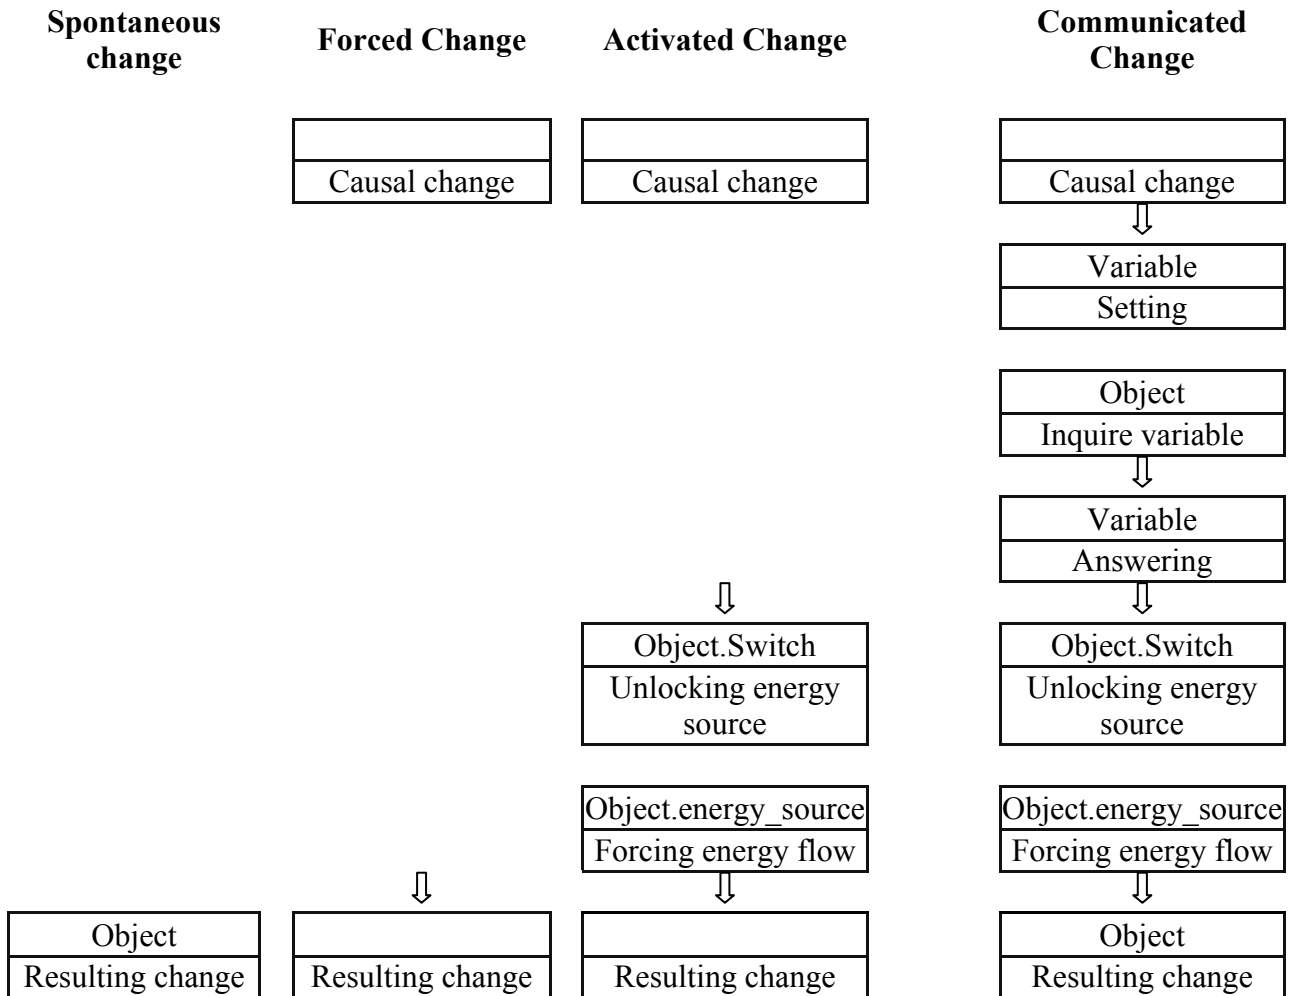 Spontaneous
change
Forced Change
Activated Change
Communicated
Change
Causal change
Causal change
Causal change
Variable
Setting
Object
Inquire variable
Variable
Answering
Object.Switch
Unlocking energy
source
Object.Switch
Unlocking energy
source
Object.energy_source
Forcing energy flow
Object.energy_source
Forcing energy flow
Object
Resulting change
Resulting change
Resulting change
Object
Resulting change